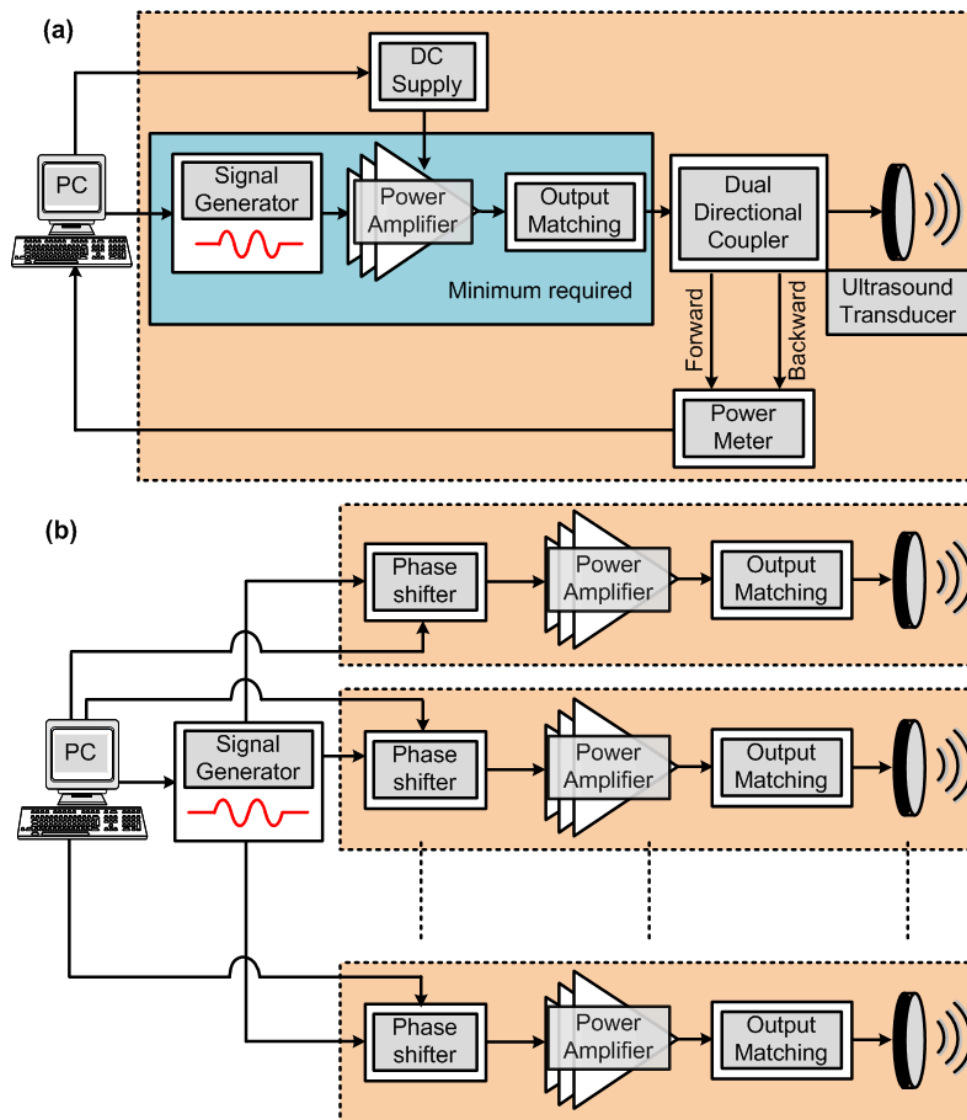 (a)
DC
Supply
PC
Signal
Generator
Power
Amplifier
Output
Matching
Dual
Directional
Coupler
Minimum required
Ultrasound
Transducer
Forward
Backward
Power
Meter
(b)
Phase
shifter
Power
Amplifier
Output
Matching
PC
Signal
Generator
Phase
shifter
Power
Amplifier
Output
Matching
Phase
shifter
Power
Amplifier
Output
Matching